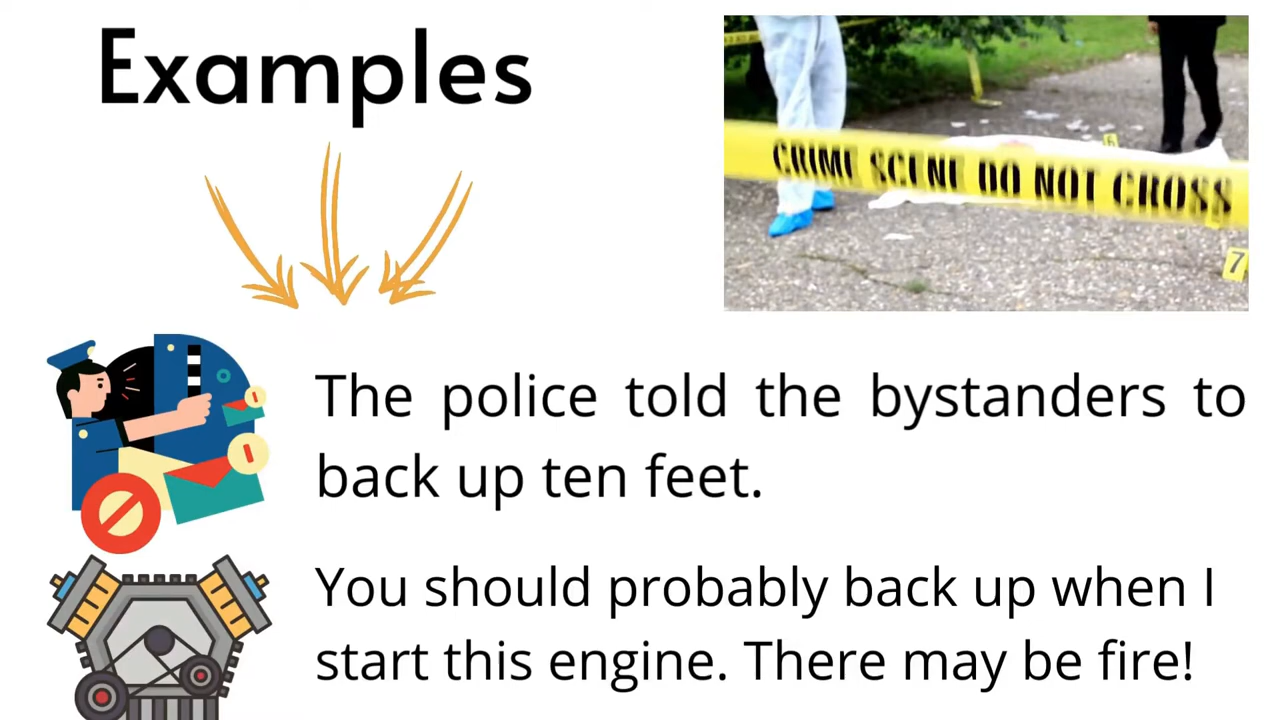 Examples
CRIME SCENE DO NOT CROSS
7
The police told the bystanders to
back up ten feet.
You should probably back up when I
start this engine. There may be fire!